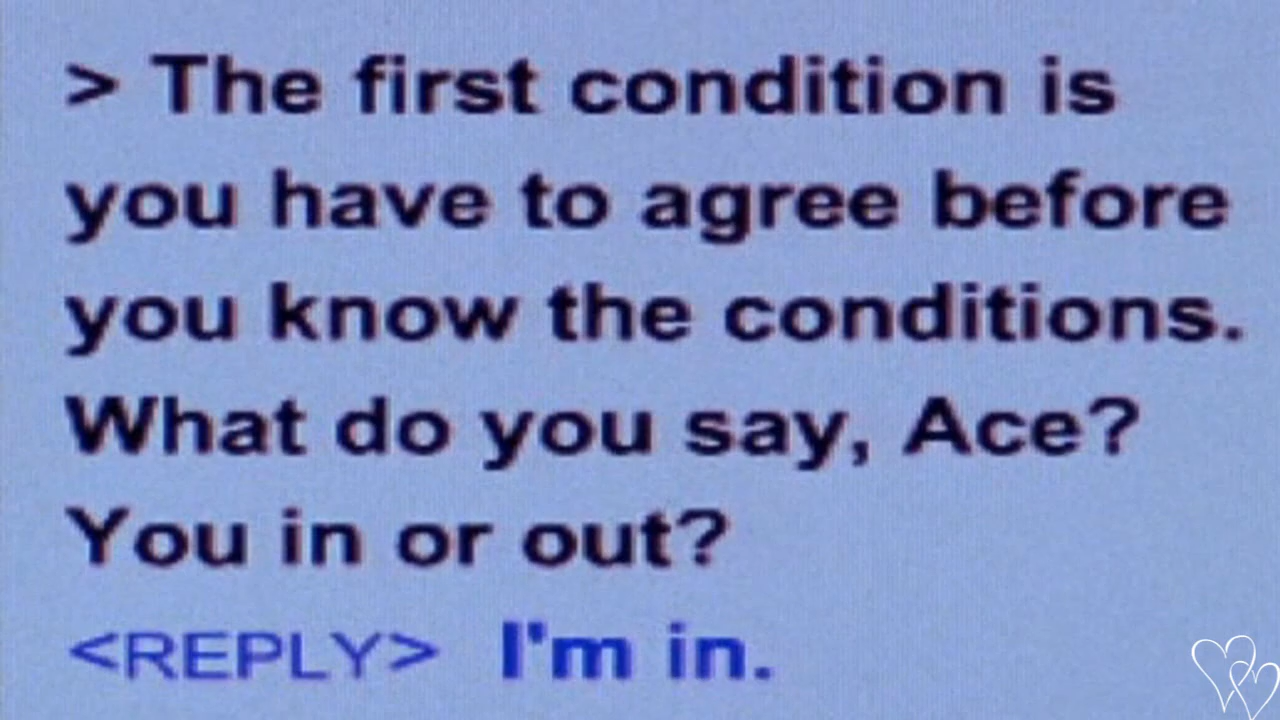 > The first condition is
you have to agree before
you know the conditions.
What do you say, Ace?
You in or out?
<REPLY> I'm in.